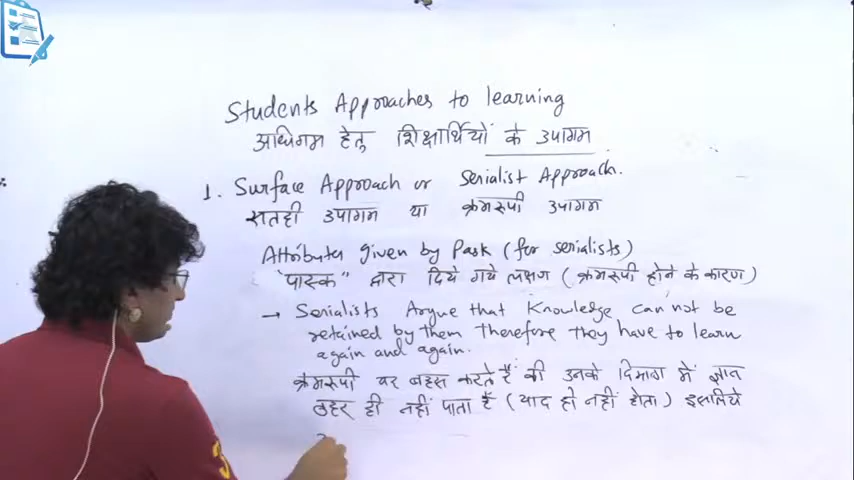 Students Approaches to learning
अधिगम हेतु शिक्षार्थियों के उपागम
1. Surface Approach or Serialist Approach.
सतही उपागम या क्रमरूपी उपागम
Attributes given by Pask (for serialists)
"पास्क" द्वारा दिये गये लक्षण (क्रमरूपी होने के कारण)
→ Serialists Argue that Knowledge can not be
retained by them therefore they have to learn
again and again.
क्रमरूपी यह बहस करते हैं की उनके दिमाग में ज्ञान
ठहर ही नहीं पाता है (याद ही नहीं होता) इसलिये